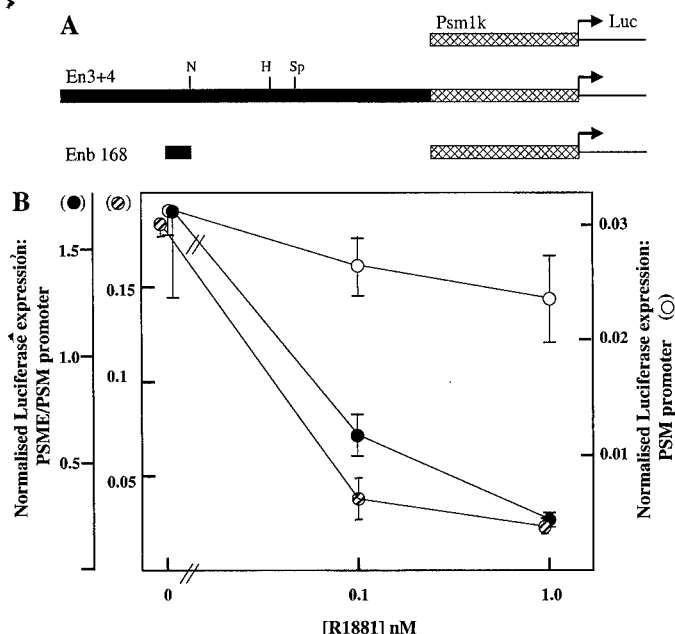 A
Psm1k
Luc
En3+4
N H Sp
Enb 168
B
(●) (◍)
Normalised Luciferase expression:
PSME/PSM promoter
1.5
1.0
0.5
0.15
0.1
0.05
0.03
0.02
0.01
Normalised Luciferase expression:
PSM promoter (○)
0 // 0.1 1.0
[R1881] nM